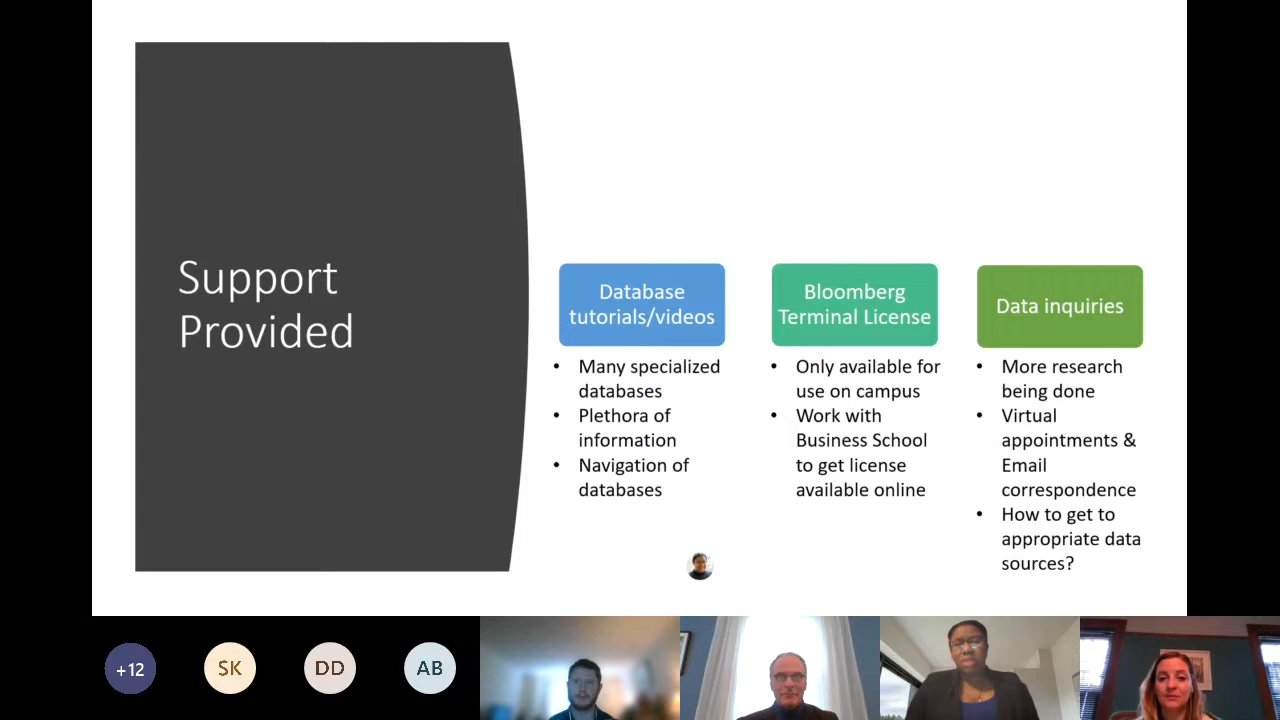 Support
Provided
Database
tutorials/videos
• Many specialized
databases
• Plethora of
information
• Navigation of
databases
Bloomberg
Terminal License
• Only available for
use on campus
• Work with
Business School
to get license
available online
Data inquiries
• More research
being done
• Virtual
appointments &
Email
correspondence
• How to get to
appropriate data
sources?
+12
SK
DD
AB